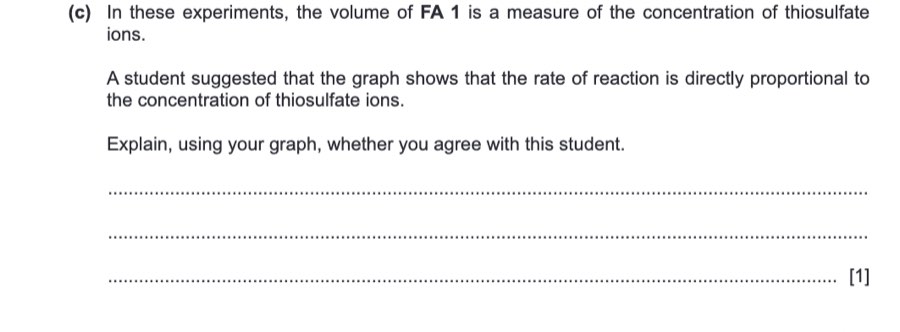 (c) In these experiments, the volume of FA 1 is a measure of the concentration of thiosulfate
ions.
A student suggested that the graph shows that the rate of reaction is directly proportional to
the concentration of thiosulfate ions.
Explain, using your graph, whether you agree with this student.
[1]